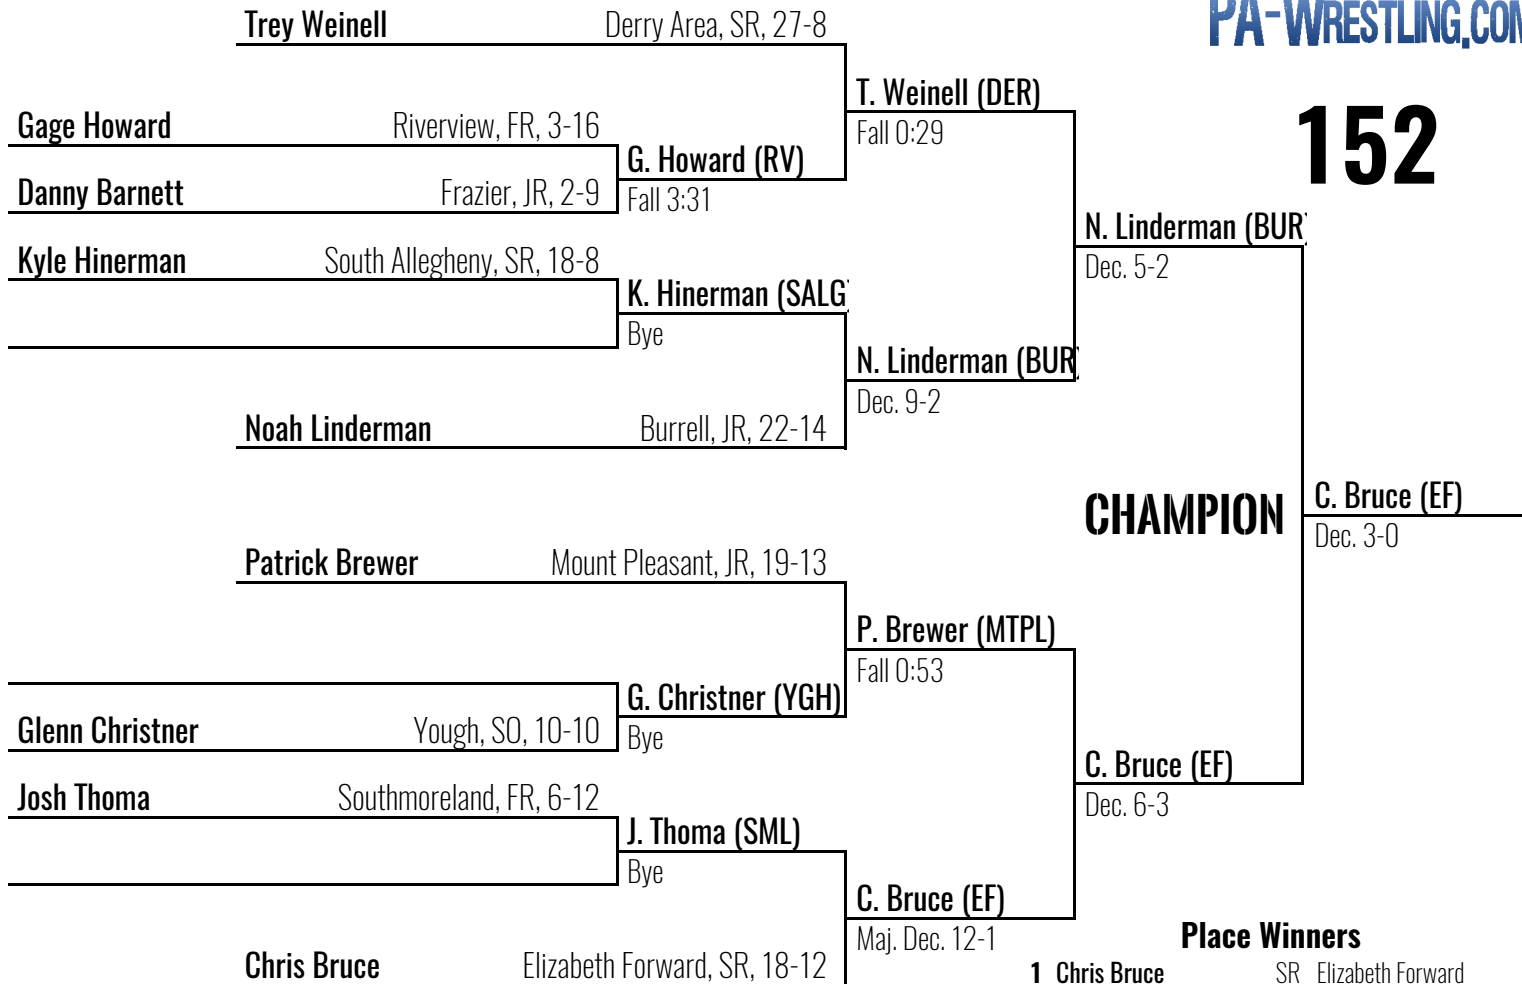 PA-WRESTLING.COM
Trey Weinell Derry Area, SR, 27-8
T. Weinell (DER)
Fall 0:29
152
Gage Howard Riverview, FR, 3-16
G. Howard (RV)
Fall 3:31
Danny Barnett Frazier, JR, 2-9
N. Linderman (BUR)
Dec. 5-2
Kyle Hinerman South Allegheny, SR, 18-8
K. Hinerman (SALG)
Bye
N. Linderman (BUR)
Dec. 9-2
Noah Linderman Burrell, JR, 22-14
CHAMPION
C. Bruce (EF)
Dec. 3-0
Patrick Brewer Mount Pleasant, JR, 19-13
P. Brewer (MTPL)
Fall 0:53
G. Christner (YGH)
Bye
Glenn Christner Yough, SO, 10-10
C. Bruce (EF)
Dec. 6-3
Josh Thoma Southmoreland, FR, 6-12
J. Thoma (SML)
Bye
C. Bruce (EF)
Maj. Dec. 12-1
Chris Bruce Elizabeth Forward, SR, 18-12
Place Winners
1 Chris Bruce SR Elizabeth Forward